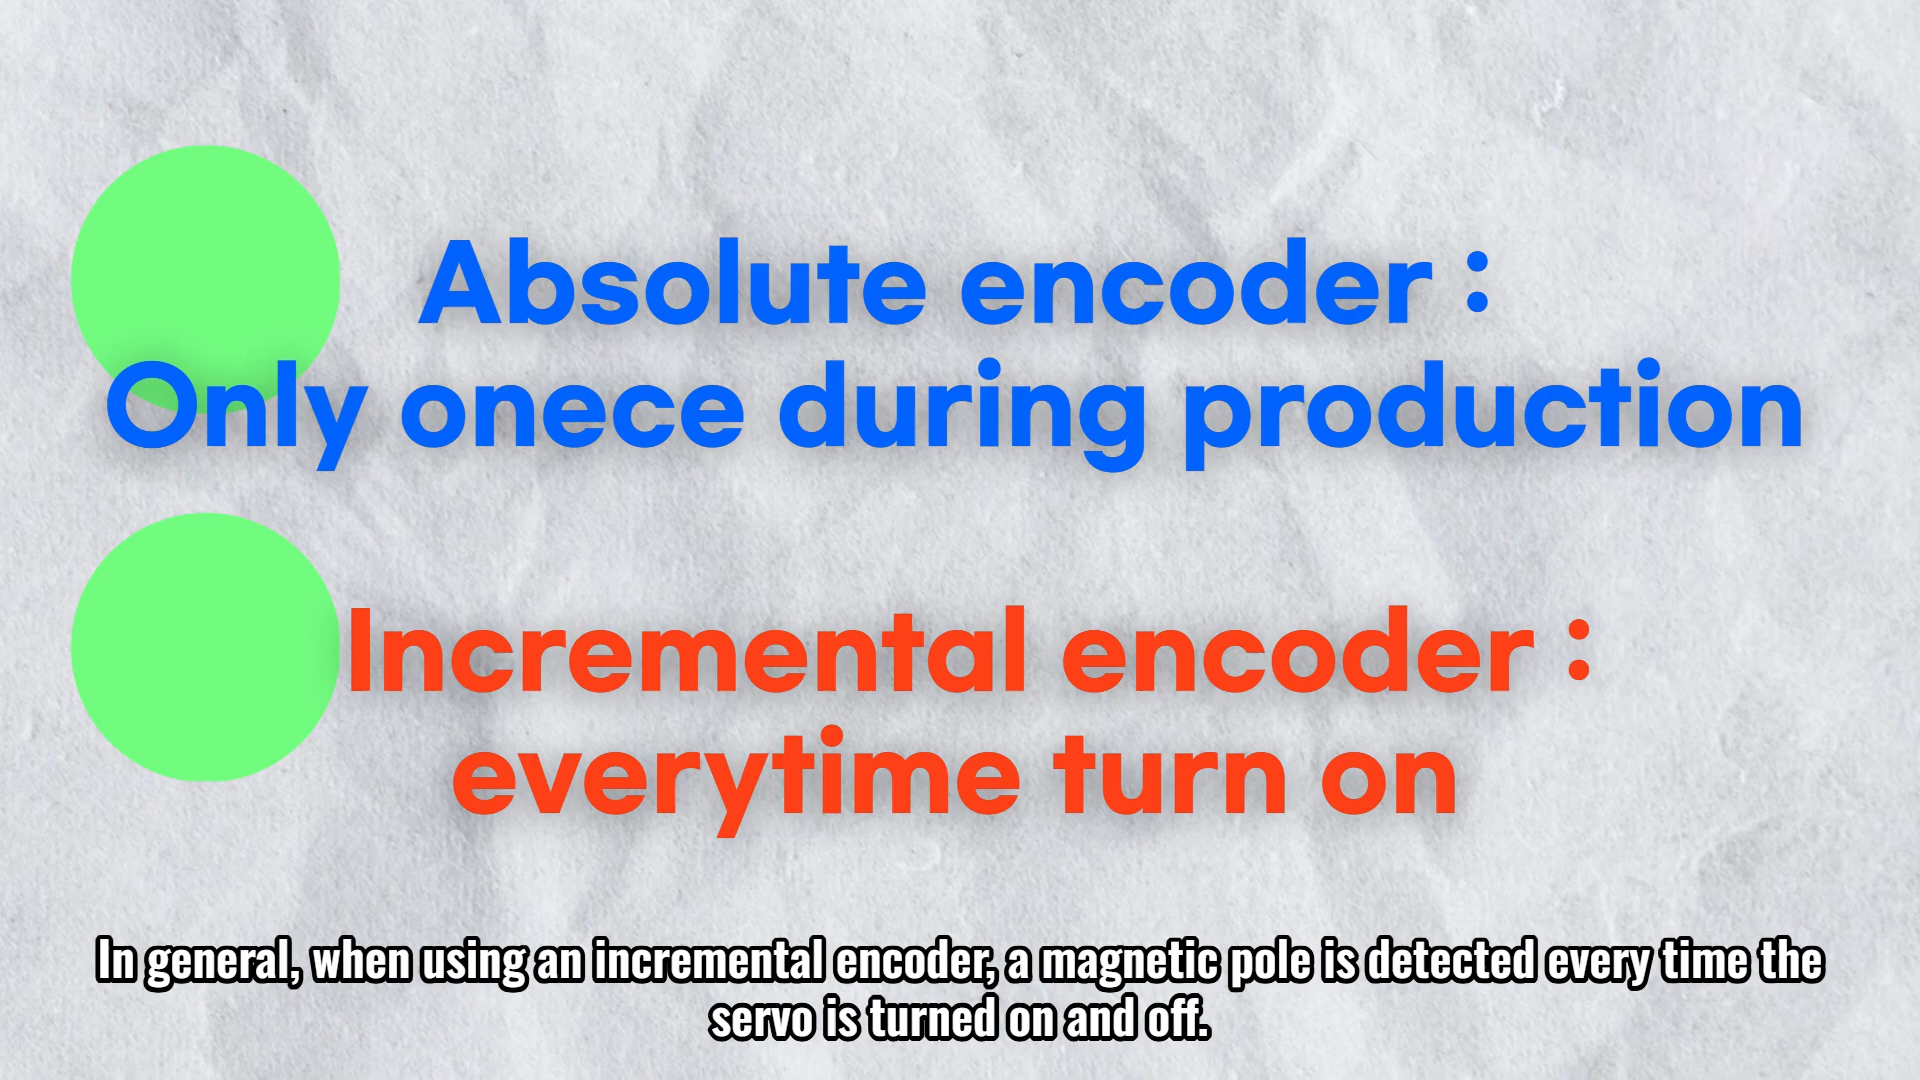 Absolute encoder :
Only onece during production
Incremental encoder :
everytime turn on
In general, when using an incremental encoder, a magnetic pole is detected every time the
servo is turned on and off.